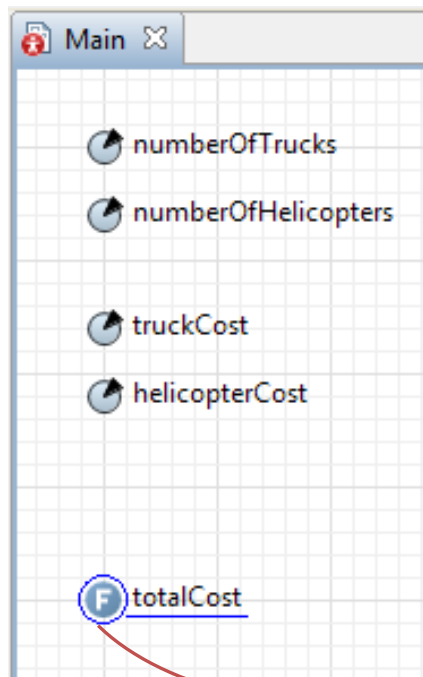 Main
numberOfTrucks
numberOfHelicopters
truckCost
helicopterCost
F totalCost